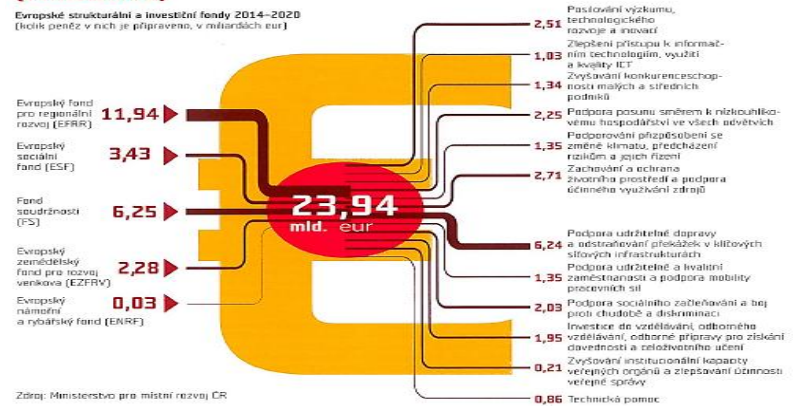 Evropské strukturální a investiční fondy 2014–2020
(kolik peněz v nich je připraveno, v miliardách eur)
Evropský fond
pro regionální
rozvoj (EFRR)
11,94
Evropský
sociální
fond (ESF)
3,43
Fond
soudržnosti
(FS)
6,25
Evropský
zemědělský
fond pro rozvoj
venkova (EZFRV)
2,28
Evropský
námořní
a rybářský fond (ENRF)
0,03
23,94
mld. eur
2,51
Posilování výzkumu,
technologického
rozvoje a inovací
1,03
Zlepšení přístupu k informač-
ním technologiím, využití
a kvality ICT
1,34
Zvyšování konkurenceschop-
nosti malých a středních
podniků
2,25
Podpora posunu směrem k nízkouhlíko-
vému hospodářství ve všech odvětvích
1,35
Podporování přizpůsobení se
změně klimatu, předcházení
rizikům a jejich řízení
2,71
Zachování a ochrana
životního prostředí a podpora
účinného využívání zdrojů
6,24
Podpora udržitelné dopravy
a odstraňování překážek v klíčových
síťových infrastrukturách
1,35
Podpora udržitelné a kvalitní
zaměstnanosti a podpora mobility
pracovních sil
2,03
Podpora sociálního začleňování a boj
proti chudobě a diskriminaci
1,95
Investice do vzdělávání, odborného
vzdělávání, odborné přípravy pro získání
dovedností a celoživotního učení
0,21
Zvyšování institucionální kapacity
veřejných orgánů a zlepšování účinnosti
veřejné správy
0,86
Technická pomoc
Zdroj: Ministerstvo pro místní rozvoj ČR